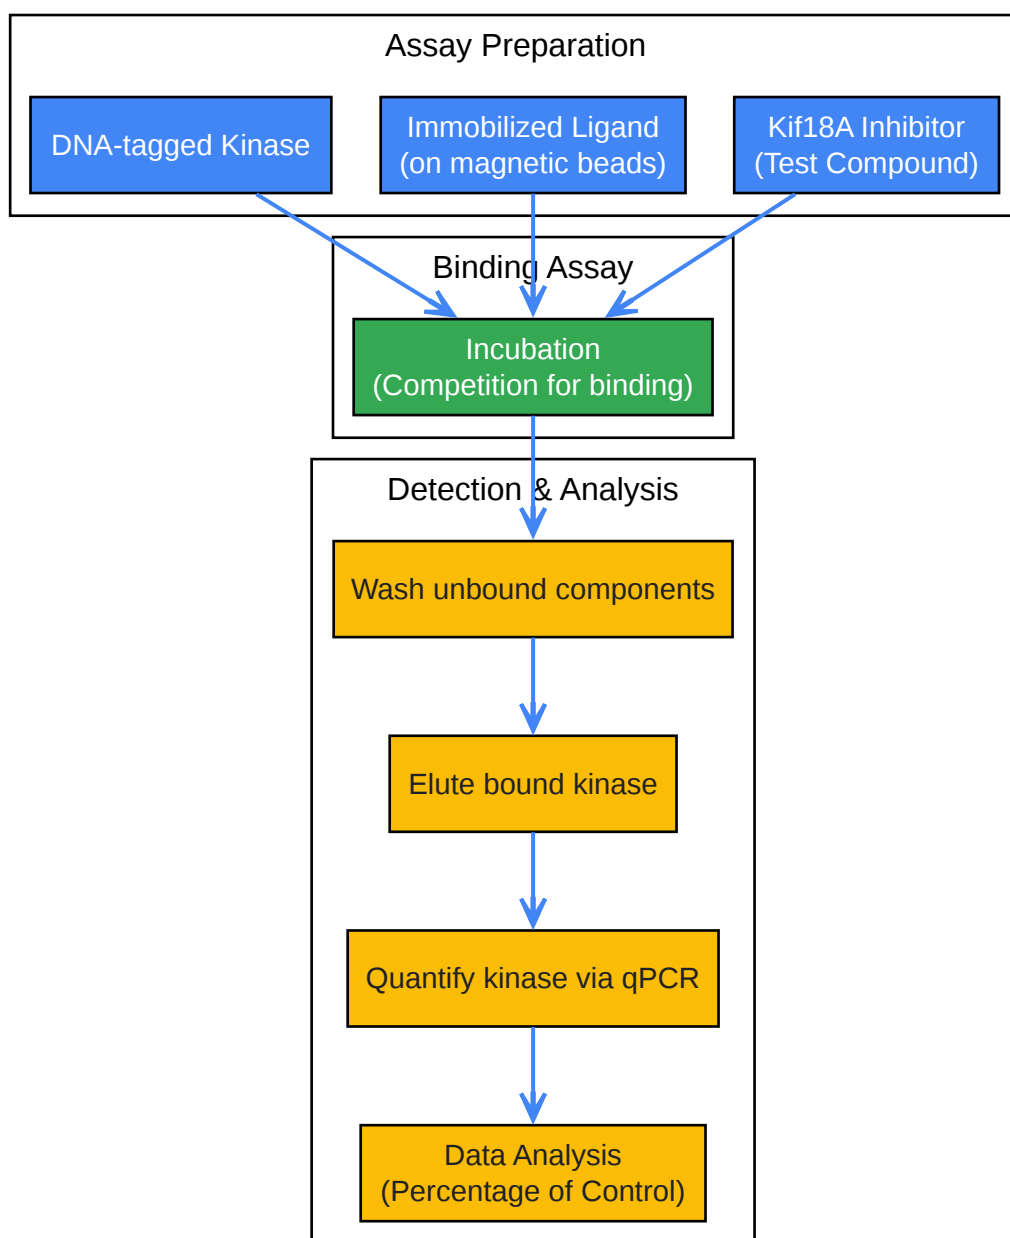 Assay Preparation
DNA-tagged Kinase
Immobilized Ligand
(on magnetic beads)
Kif18A Inhibitor
(Test Compound)
Binding Assay
Incubation
(Competition for binding)
Detection & Analysis
Wash unbound components
Elute bound kinase
Quantify kinase via qPCR
Data Analysis
(Percentage of Control)